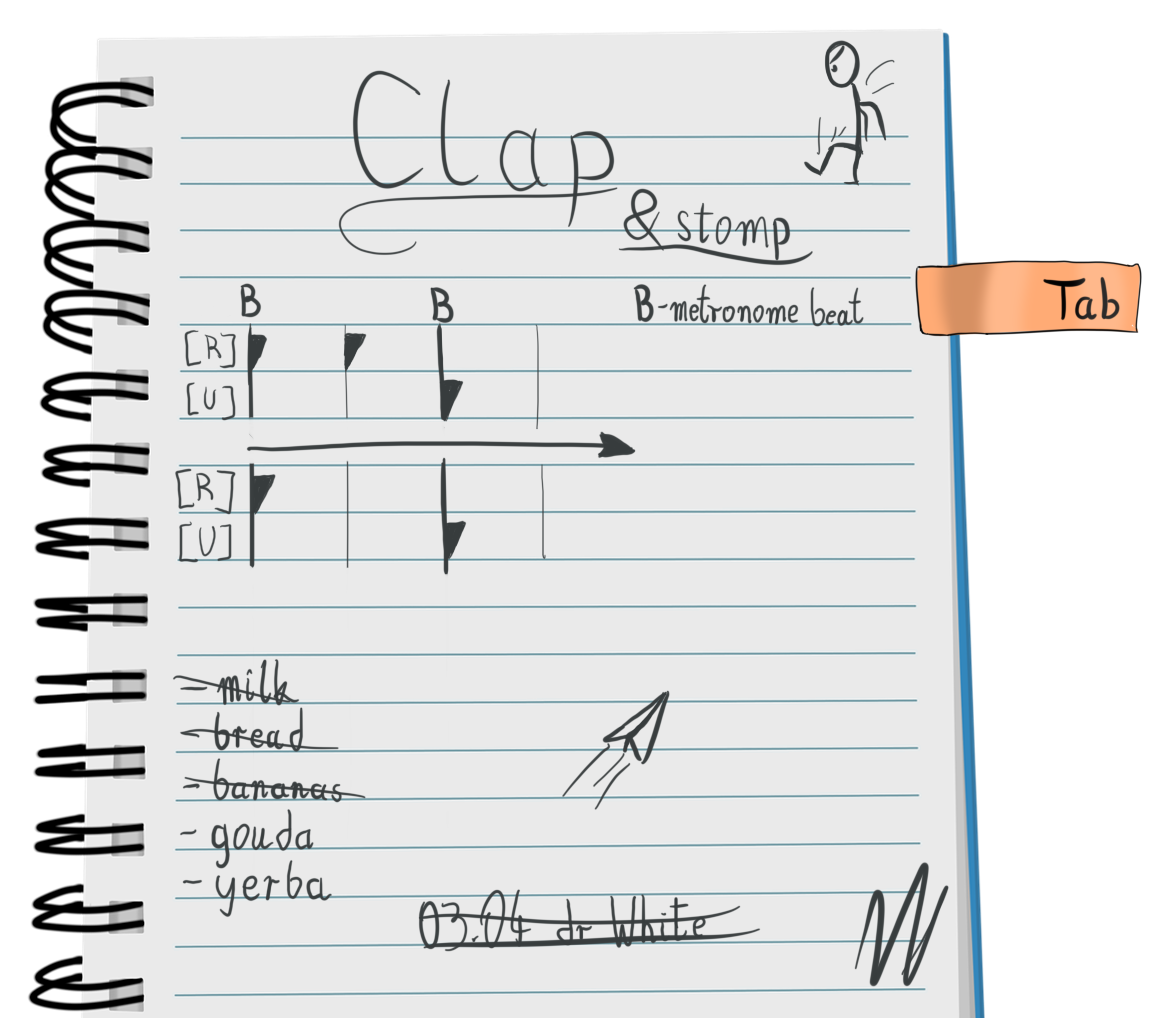 Clap
& stomp
Tab
B B B-metronome beat
[R]
[U]
[R]
[U]
- milk
- bread
- bananas
- gouda
- yerba
03.04 dr White